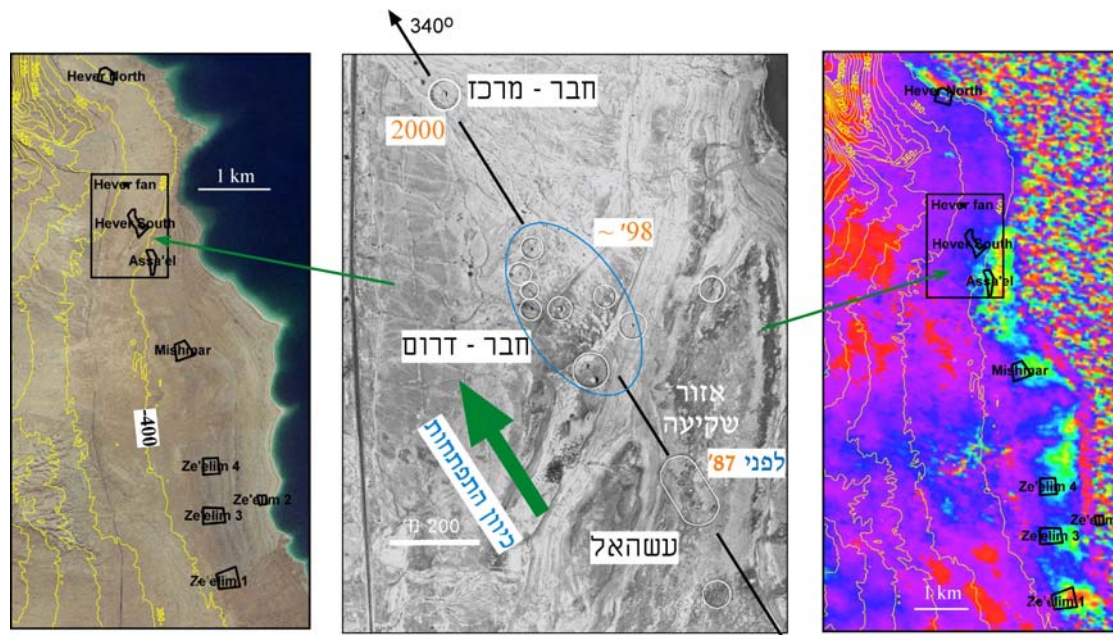 Hever North
1 km
Hever fan
Hever South
Assa'el
Mishmar
-400
Ze'elim 4
Ze'elim 2
Ze'elim 3
Ze'elim 1
340º
חבר - מרכז
2000
~ '98
חבר - דרום
אזור
שקיעה
לפני 87'
כיוון התפתחות
200 מ'
עשהאל
Hever North
Hever fan
Hever South
Assa'el
Mishmar
Ze'elim 4
Ze'elim 3
Ze'elim 1
1 km